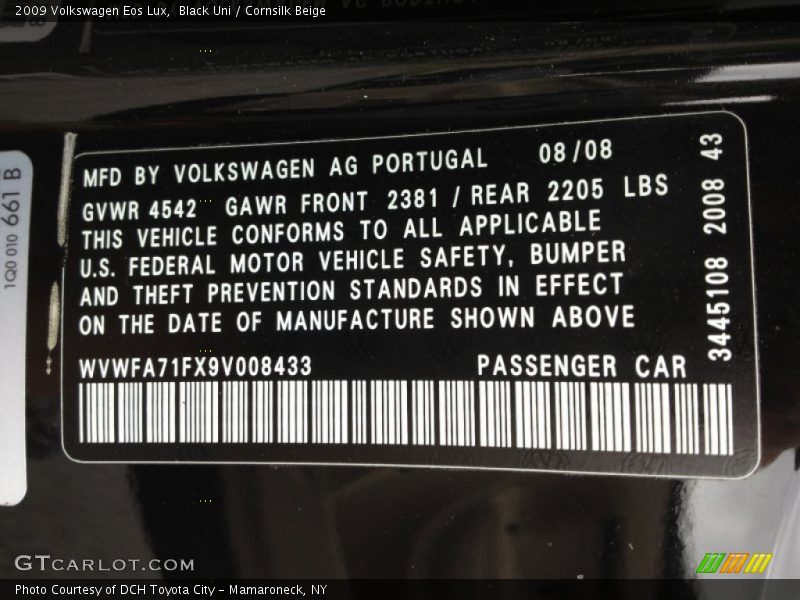 2009 Volkswagen Eos Lux, Black Uni / Cornsilk Beige
MFD BY VOLKSWAGEN AG PORTUGAL 08/08
GVWR 4542 GAWR FRONT 2381 / REAR 2205 LBS
THIS VEHICLE CONFORMS TO ALL APPLICABLE
U.S. FEDERAL MOTOR VEHICLE SAFETY, BUMPER
AND THEFT PREVENTION STANDARDS IN EFFECT
ON THE DATE OF MANUFACTURE SHOWN ABOVE
WVWFA71FX9V008433 PASSENGER CAR
3445108 2008 43
1Q0 010 661 B
GTCARLOT.COM
Photo Courtesy of DCH Toyota City – Mamaroneck, NY